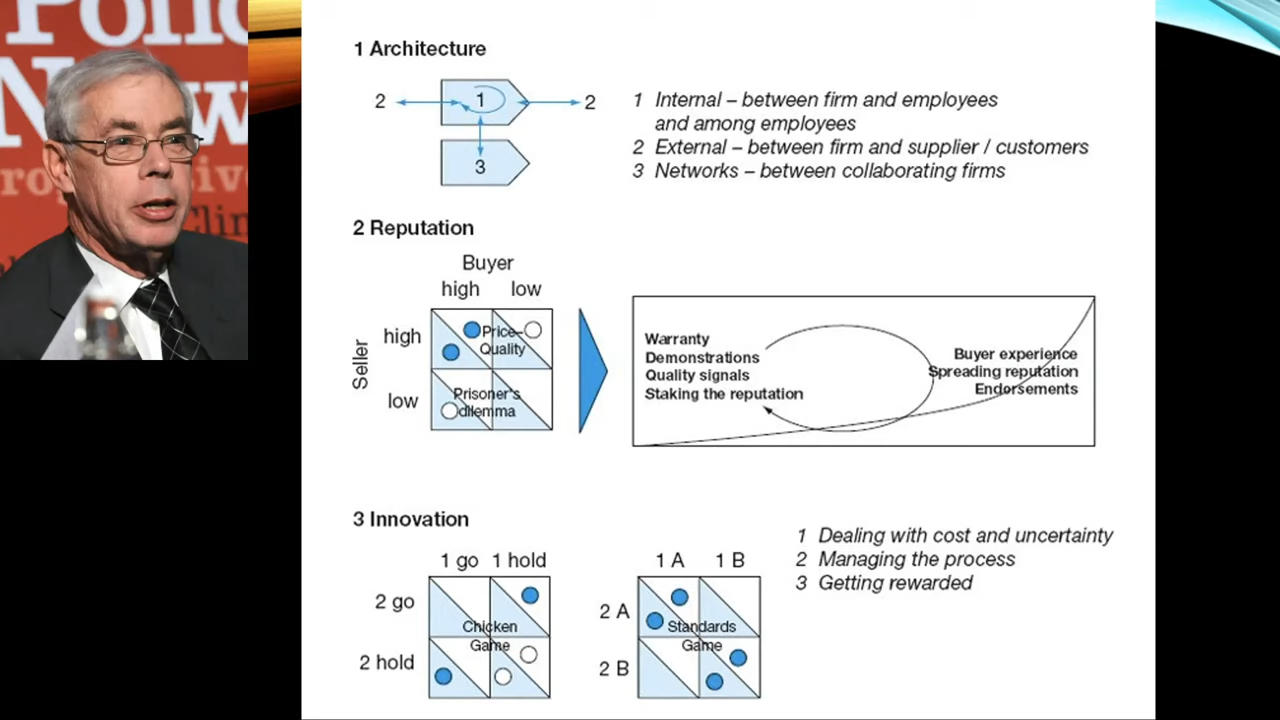 Polic
Netw
1 Architecture
2
1
2
3
1 Internal – between firm and employees
and among employees
2 External – between firm and supplier / customers
3 Networks – between collaborating firms
2 Reputation
Buyer
high low
Seller
high
low
Price–
Quality
Prisoner's
dilemma
Warranty
Demonstrations
Quality signals
Staking the reputation
Buyer experience
Spreading reputation
Endorsements
3 Innovation
1 go 1 hold
2 go
2 hold
Chicken
Game
1 A 1 B
2 A
2 B
Standards
Game
1 Dealing with cost and uncertainty
2 Managing the process
3 Getting rewarded